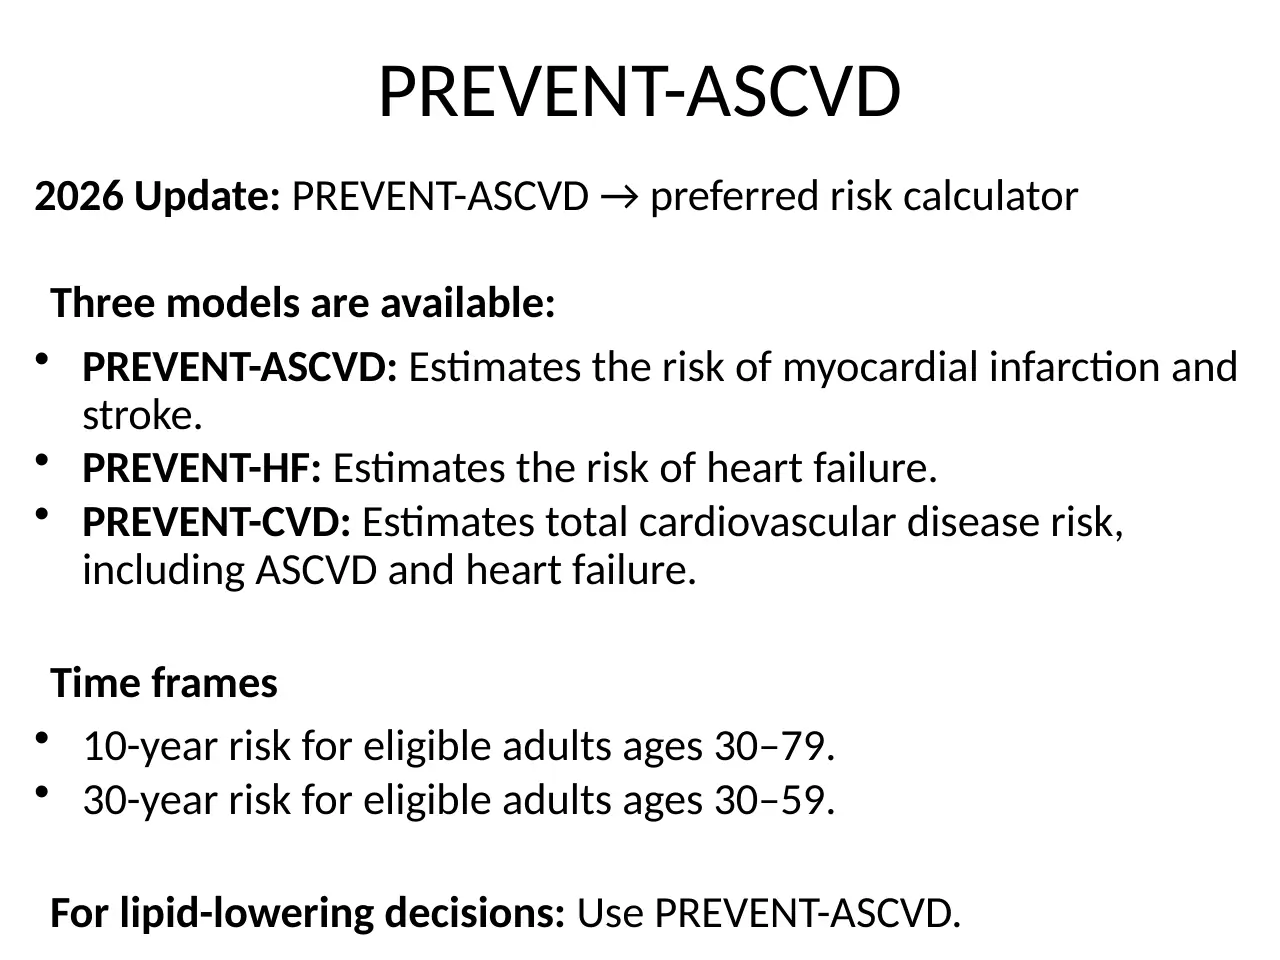 PREVENT-ASCVD
2026 Update: PREVENT-ASCVD → preferred risk calculator
Three models are available:
• PREVENT-ASCVD: Estimates the risk of myocardial infarction and
stroke.
• PREVENT-HF: Estimates the risk of heart failure.
• PREVENT-CVD: Estimates total cardiovascular disease risk,
including ASCVD and heart failure.
Time frames
• 10-year risk for eligible adults ages 30–79.
• 30-year risk for eligible adults ages 30–59.
For lipid-lowering decisions: Use PREVENT-ASCVD.